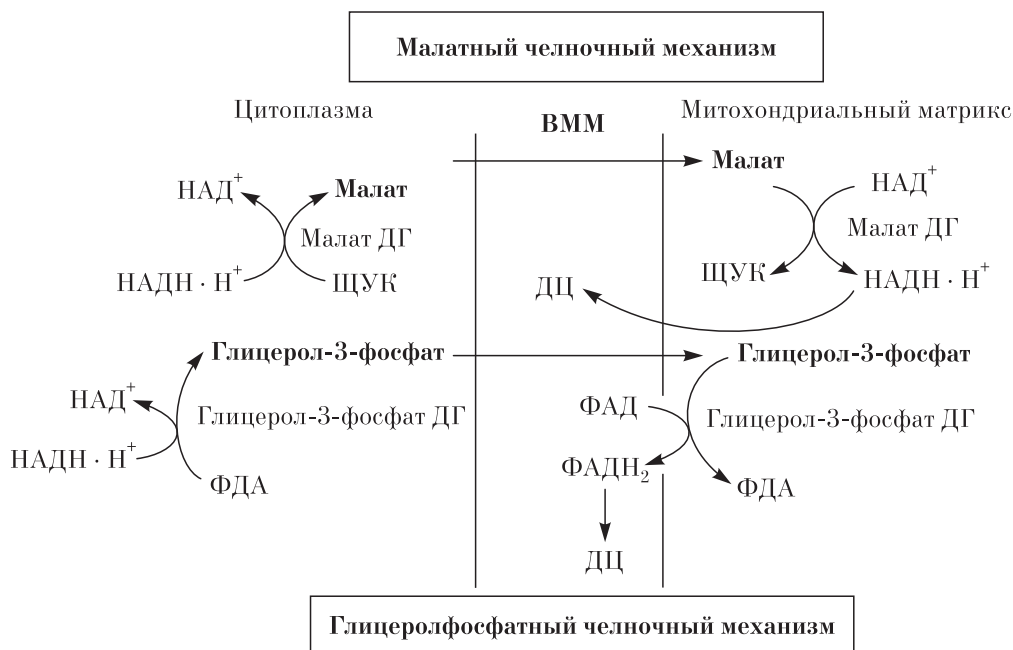 Малатный челночный механизм
Цитоплазма
ВММ
Митохондриальный матрикс
Малат
НАД⁺
Малат
НАД⁺
Малат ДГ
Малат ДГ
НАДН · Н⁺
ЩУК
ЩУК
НАДН · Н⁺
ДЦ
Глицерол-3-фосфат
Глицерол-3-фосфат
НАД⁺
ФАД
Глицерол-3-фосфат ДГ
Глицерол-3-фосфат ДГ
НАДН · Н⁺
ФАДН₂
ФДА
ФДА
ДЦ
Глицеролфосфатный челночный механизм